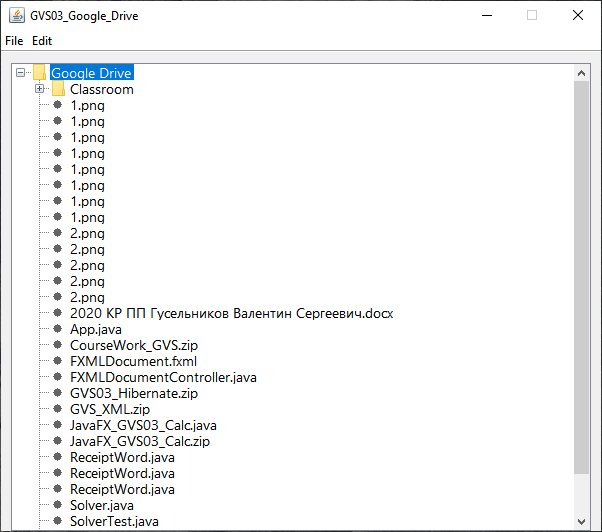 GVS03_Google_Drive
File Edit
Google Drive
Classroom
1.png
1.png
1.png
1.png
1.png
1.png
1.png
1.png
2.png
2.png
2.png
2.png
2.png
2020 КР ПП Гусельников Валентин Сергеевич.docx
App.java
CourseWork_GVS.zip
FXMLDocument.fxml
FXMLDocumentController.java
GVS03_Hibernate.zip
GVS_XML.zip
JavaFX_GVS03_Calc.java
JavaFX_GVS03_Calc.zip
ReceiptWord.java
ReceiptWord.java
ReceiptWord.java
Solver.java
SolverTest.java